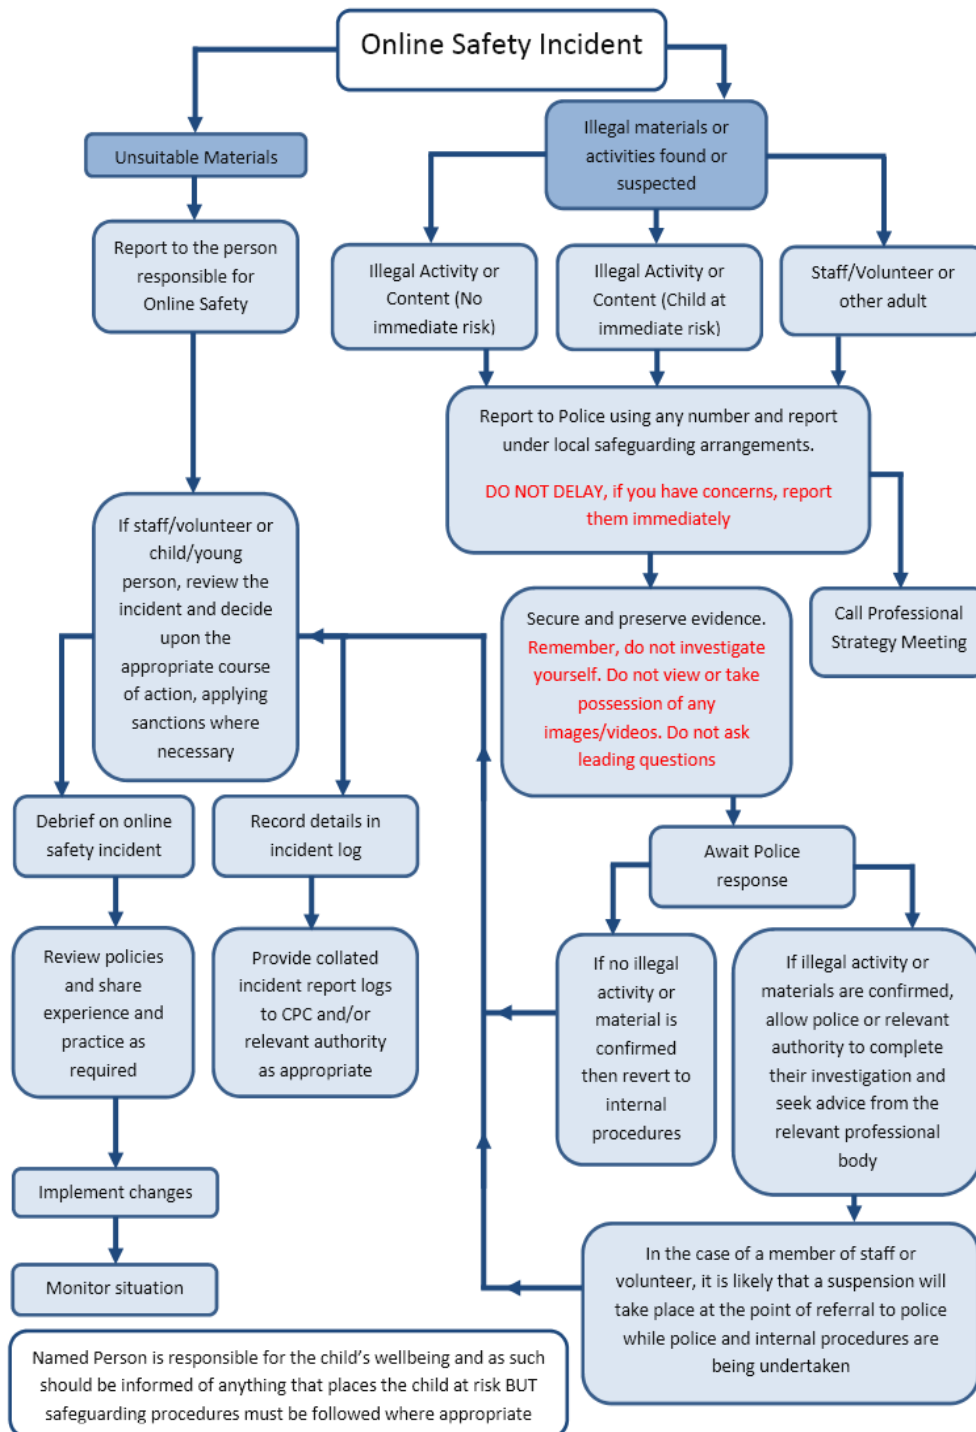 Online Safety Incident
Unsuitable Materials
Illegal materials or
activities found or
suspected
Report to the person
responsible for
Online Safety
Illegal Activity or
Content (No
immediate risk)
Illegal Activity or
Content (Child at
immediate risk)
Staff/Volunteer or
other adult
Report to Police using any number and report
under local safeguarding arrangements.
DO NOT DELAY, if you have concerns, report
them immediately
If staff/volunteer or
child/young
person, review the
incident and decide
upon the
appropriate course
of action, applying
sanctions where
necessary
Secure and preserve evidence.
Remember, do not investigate
yourself. Do not view or take
possession of any
images/videos. Do not ask
leading questions
Call Professional
Strategy Meeting
Debrief on online
safety incident
Record details in
incident log
Await Police
response
Review policies
and share
experience and
practice as
required
Provide collated
incident report logs
to CPC and/or
relevant authority
as appropriate
If no illegal
activity or
material is
confirmed
then revert to
internal
procedures
If illegal activity or
materials are confirmed,
allow police or relevant
authority to complete
their investigation and
seek advice from the
relevant professional
body
Implement changes
Monitor situation
In the case of a member of staff or
volunteer, it is likely that a suspension will
take place at the point of referral to police
while police and internal procedures are
being undertaken
Named Person is responsible for the child's wellbeing and as such
should be informed of anything that places the child at risk BUT
safeguarding procedures must be followed where appropriate